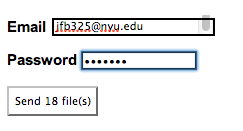 Email jfb325@nyu.edu
Password •••••••
Send 18 file(s)